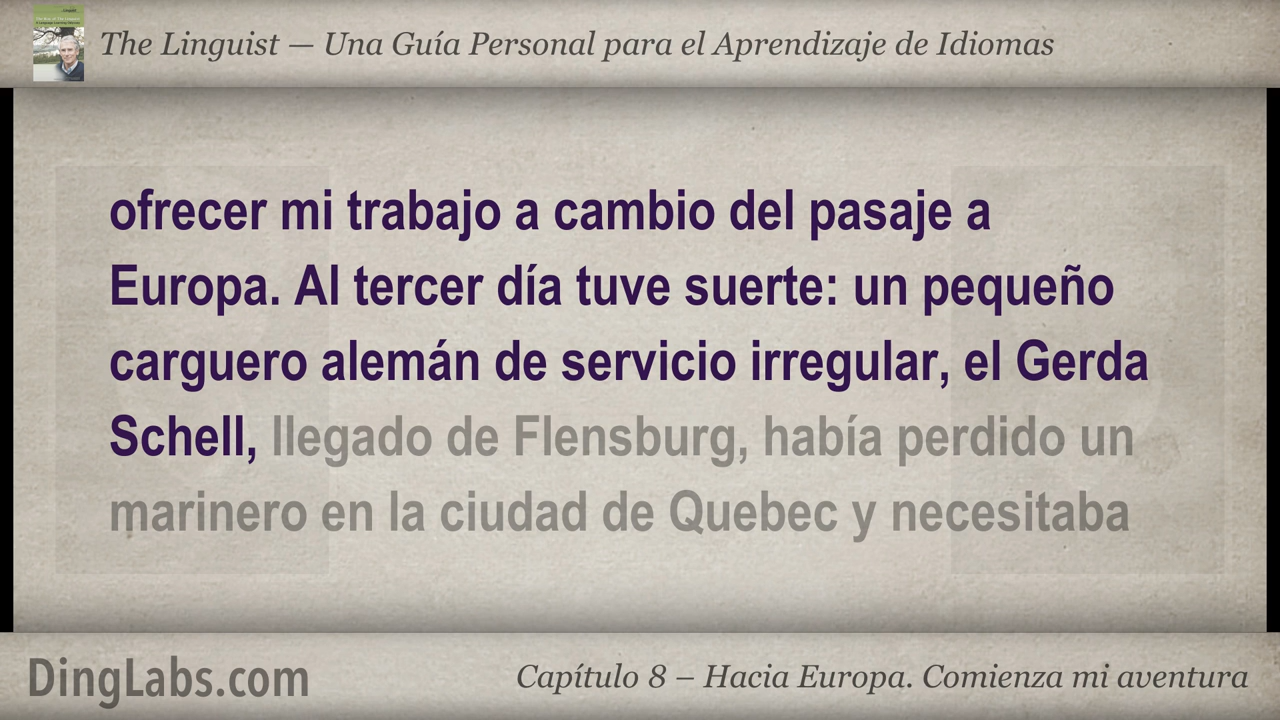 The Linguist — Una Guía Personal para el Aprendizaje de Idiomas
ofrecer mi trabajo a cambio del pasaje a
Europa. Al tercer día tuve suerte: un pequeño
carguero alemán de servicio irregular, el Gerda
Schell, llegado de Flensburg, había perdido un
marinero en la ciudad de Quebec y necesitaba
DingLabs.com
Capítulo 8 – Hacia Europa. Comienza mi aventura